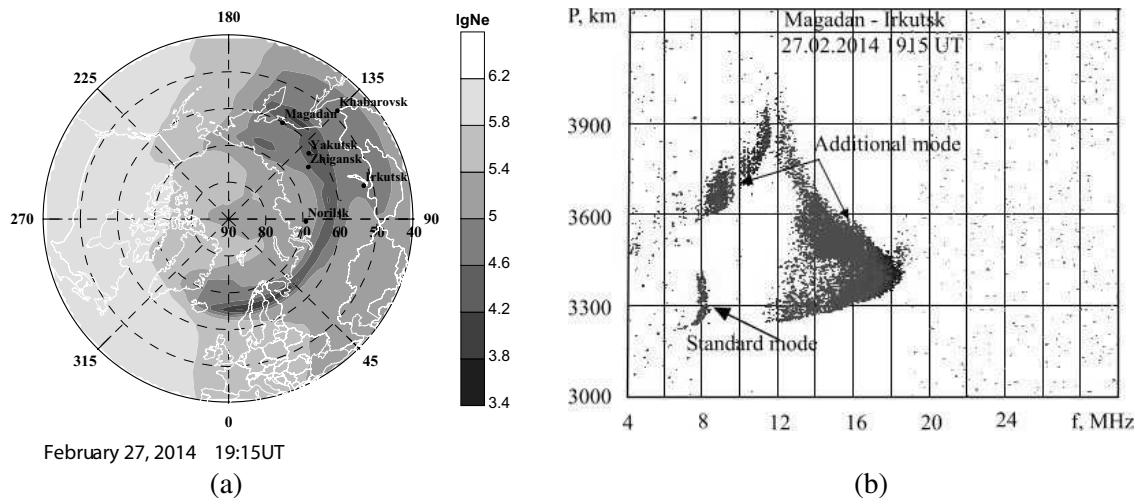 180
lgNe
225
135
6.2
Khabarovsk
Magadan
5.8
Yakutsk
Zhigansk
5.4
Irkutsk
270
Norilsk
90
5
90 80 70 60 50 40
4.6
4.2
315
45
3.8
3.4
0
February 27, 2014 19:15UT
(a)
P, km
Magadan - Irkutsk
27.02.2014 1915 UT
3900
Additional mode
3600
3300
Standard mode
3000
4 8 12 16 20 24 f, MHz
(b)